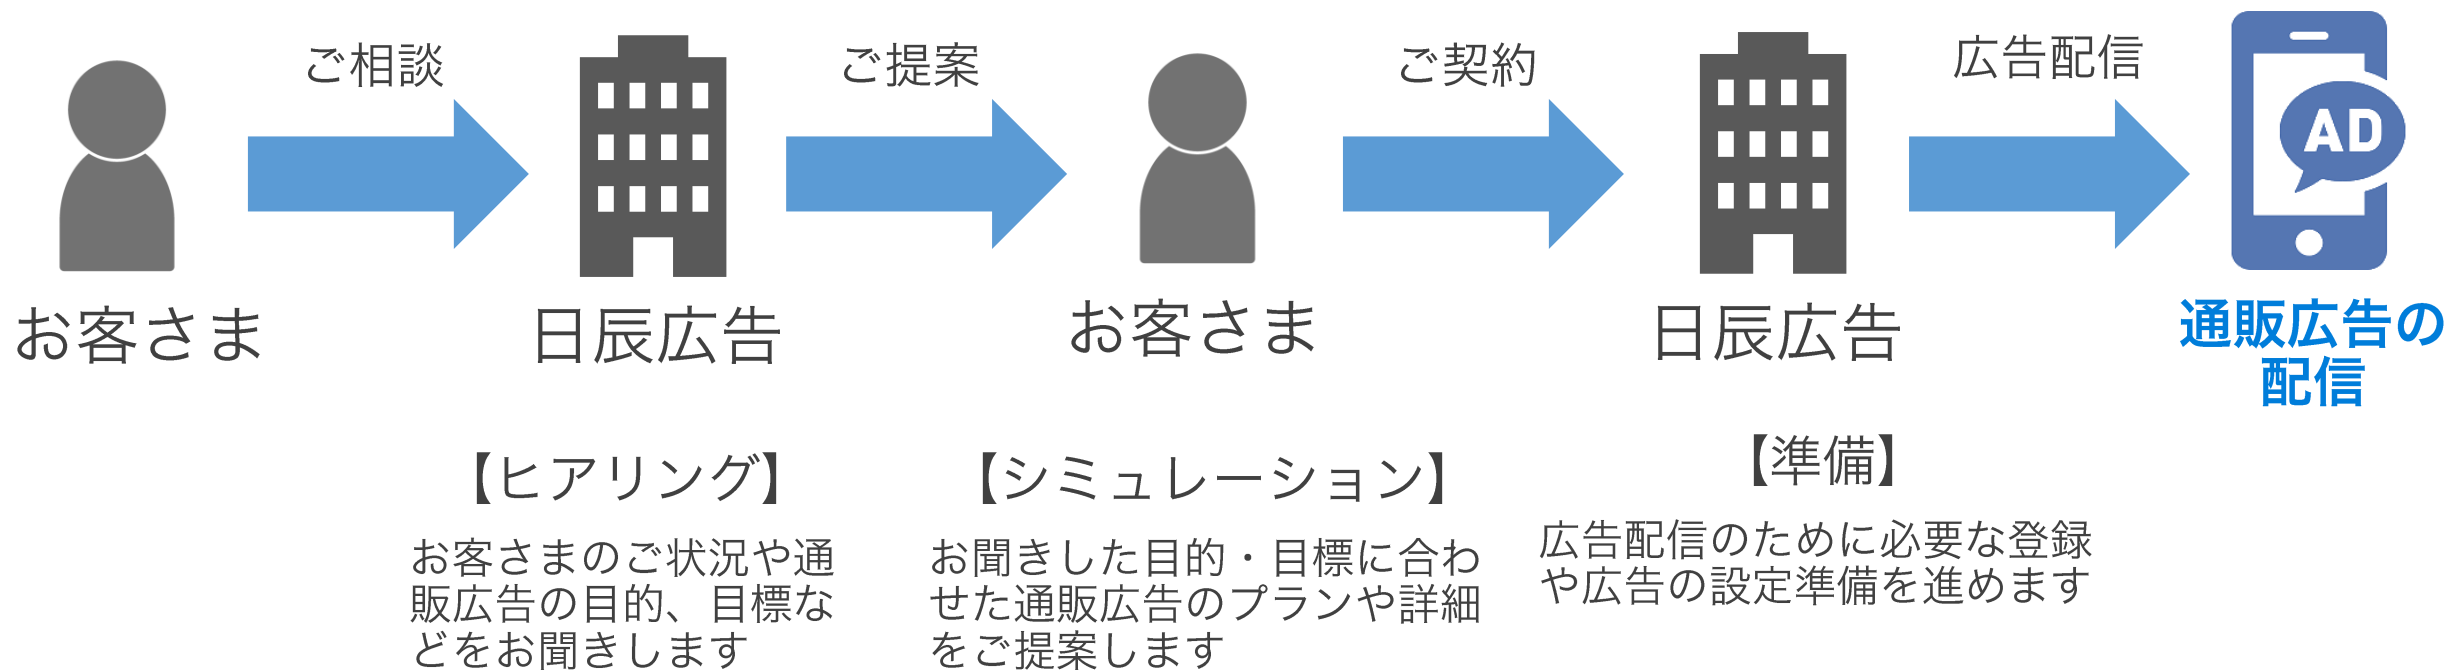 ご相談
ご提案
ご契約
広告配信
AD
お客さま
日辰広告
お客さま
日辰広告
通販広告の
配信
【ヒアリング】
お客さまのご状況や通
販広告の目的、目標な
どをお聞きします
【シミュレーション】
お聞きした目的・目標に合わ
せた通販広告のプランや詳細
をご提案します
【準備】
広告配信のために必要な登録
や広告の設定準備を進めます